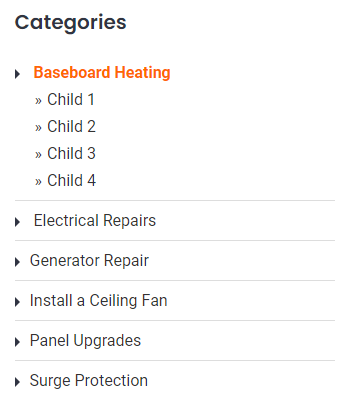 Categories
Baseboard Heating
» Child 1
» Child 2
» Child 3
» Child 4
Electrical Repairs
Generator Repair
Install a Ceiling Fan
Panel Upgrades
Surge Protection